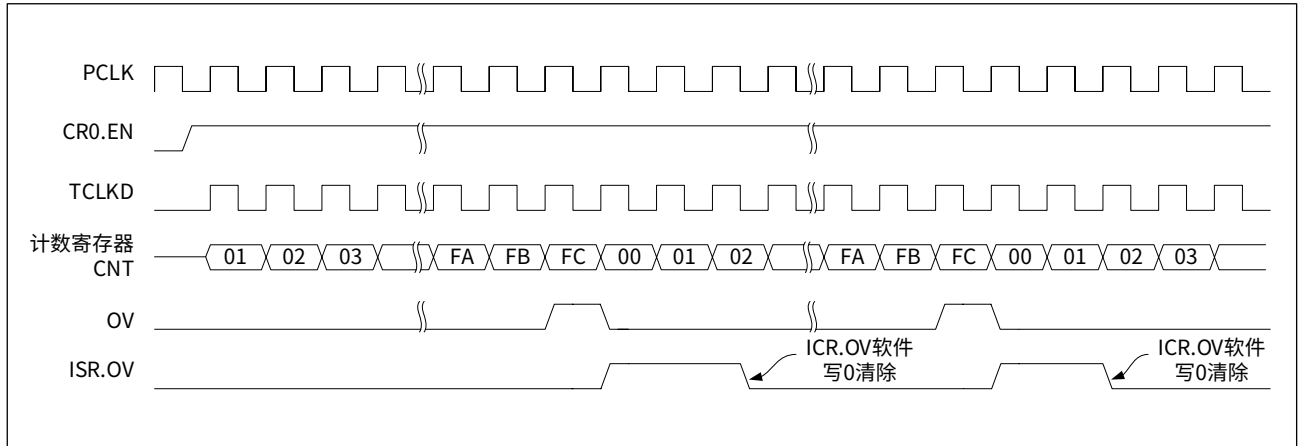 PCLK
CR0.EN
TCLKD
计数寄存器
CNT
01 02 03 FA FB FC 00 01 02 FA FB FC 00 01 02 03
OV
ISR.OV
ICR.OV软件
写0清除
ICR.OV软件
写0清除